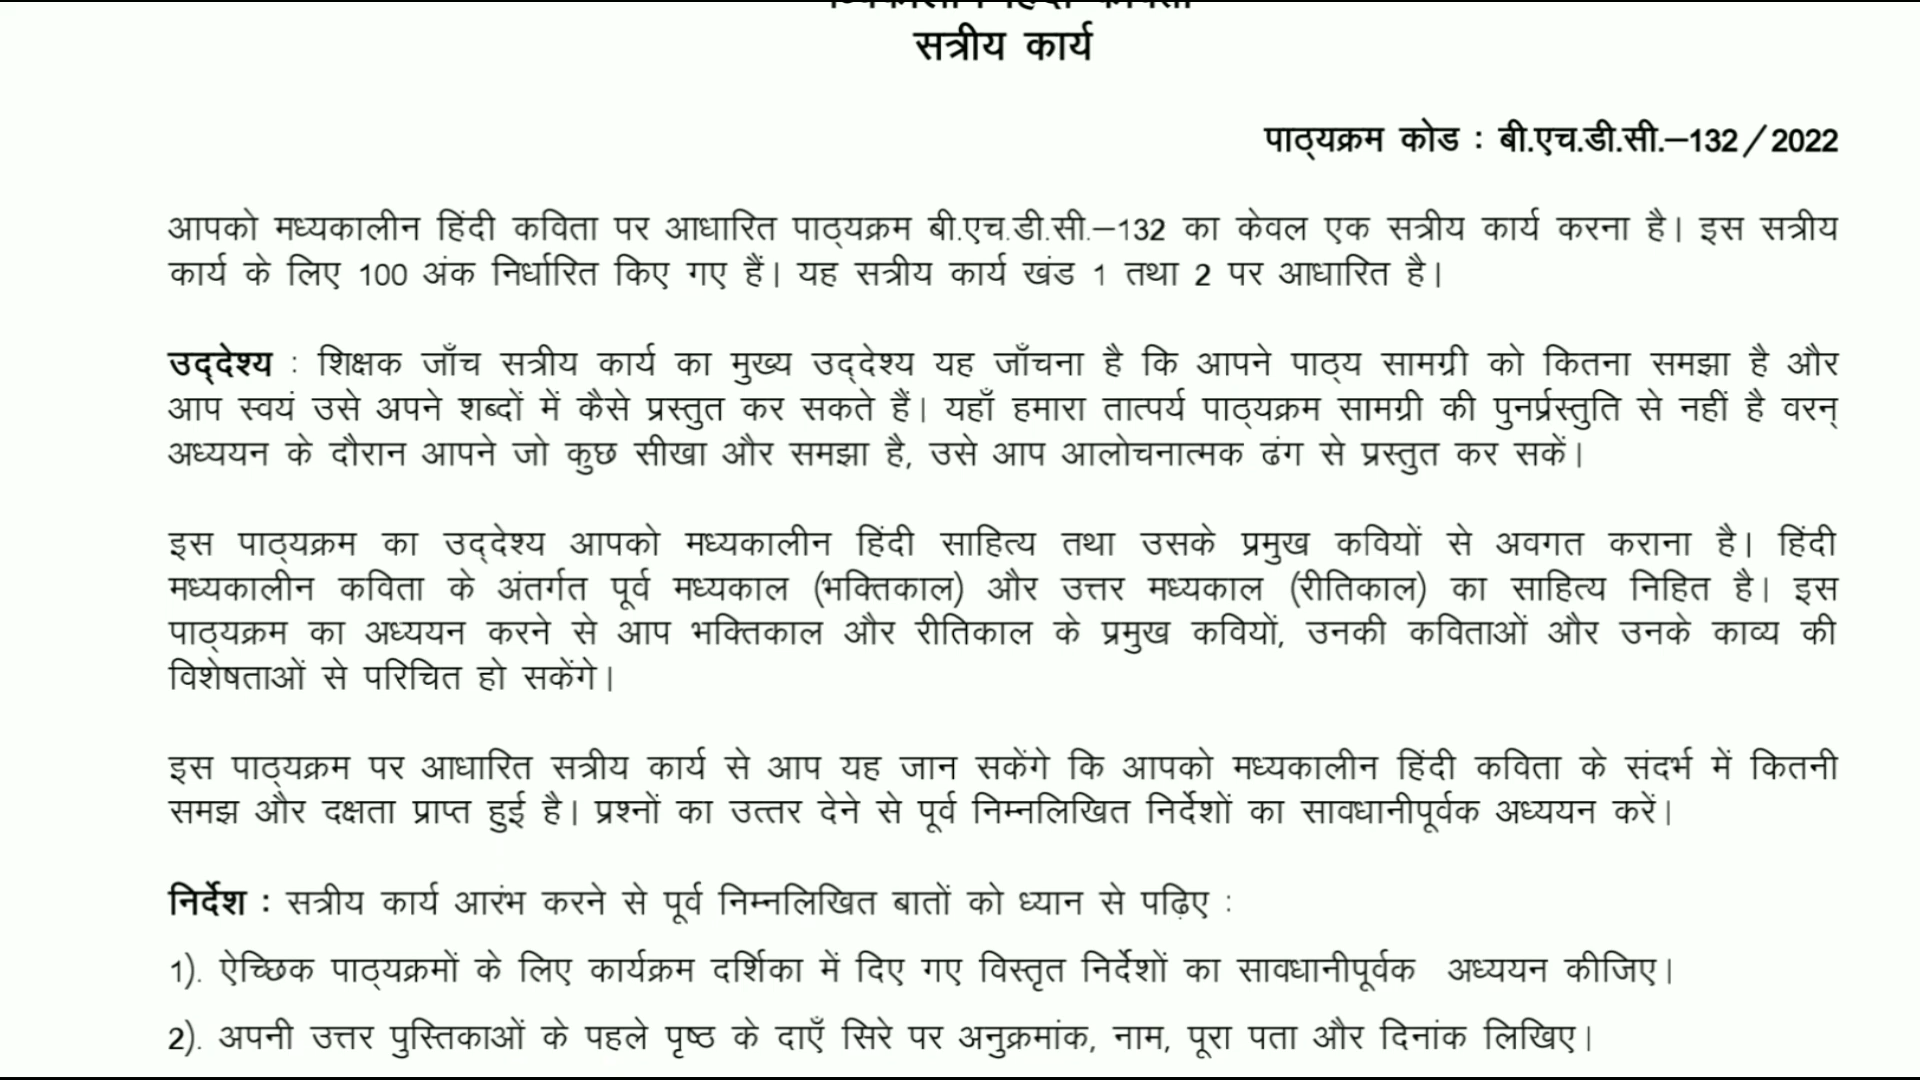 सत्रीय कार्य
पाठ्यक्रम कोड : बी.एच.डी.सी.–132/2022
आपको मध्यकालीन हिंदी कविता पर आधारित पाठ्यक्रम बी.एच.डी.सी.–132 का केवल एक सत्रीय कार्य करना है। इस सत्रीय
कार्य के लिए 100 अंक निर्धारित किए गए हैं। यह सत्रीय कार्य खंड 1 तथा 2 पर आधारित है।
उद्देश्य : शिक्षक जाँच सत्रीय कार्य का मुख्य उद्देश्य यह जाँचना है कि आपने पाठ्य सामग्री को कितना समझा है और
आप स्वयं उसे अपने शब्दों में कैसे प्रस्तुत कर सकते हैं। यहाँ हमारा तात्पर्य पाठ्यक्रम सामग्री की पुनर्प्रस्तुति से नहीं है वरन्
अध्ययन के दौरान आपने जो कुछ सीखा और समझा है, उसे आप आलोचनात्मक ढंग से प्रस्तुत कर सकें।
इस पाठ्यक्रम का उद्देश्य आपको मध्यकालीन हिंदी साहित्य तथा उसके प्रमुख कवियों से अवगत कराना है। हिंदी
मध्यकालीन कविता के अंतर्गत पूर्व मध्यकाल (भक्तिकाल) और उत्तर मध्यकाल (रीतिकाल) का साहित्य निहित है। इस
पाठ्यक्रम का अध्ययन करने से आप भक्तिकाल और रीतिकाल के प्रमुख कवियों, उनकी कविताओं और उनके काव्य की
विशेषताओं से परिचित हो सकेंगे।
इस पाठ्यक्रम पर आधारित सत्रीय कार्य से आप यह जान सकेंगे कि आपको मध्यकालीन हिंदी कविता के संदर्भ में कितनी
समझ और दक्षता प्राप्त हुई है। प्रश्नों का उत्तर देने से पूर्व निम्नलिखित निर्देशों का सावधानीपूर्वक अध्ययन करें।
निर्देश : सत्रीय कार्य आरंभ करने से पूर्व निम्नलिखित बातों को ध्यान से पढ़िए :
1). ऐच्छिक पाठ्यक्रमों के लिए कार्यक्रम दर्शिका में दिए गए विस्तृत निर्देशों का सावधानीपूर्वक अध्ययन कीजिए।
2). अपनी उत्तर पुस्तिकाओं के पहले पृष्ठ के दाएँ सिरे पर अनुक्रमांक, नाम, पूरा पता और दिनांक लिखिए।